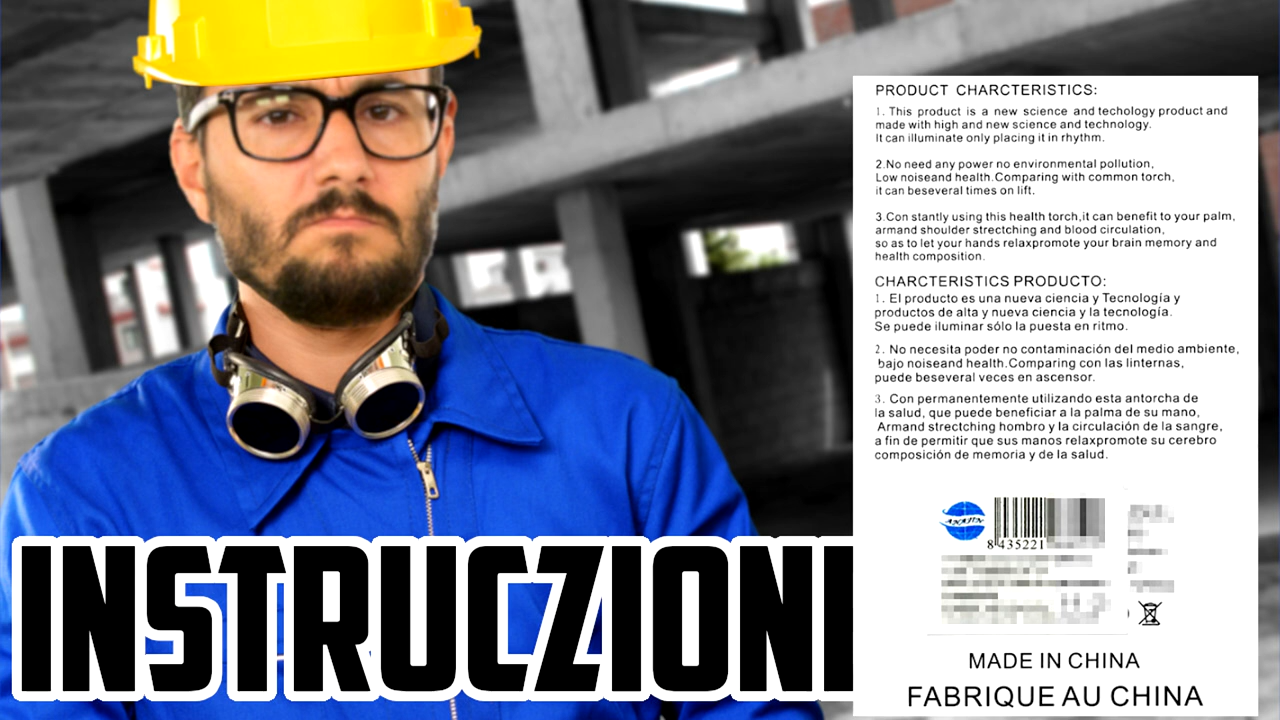 INSTRUCZIONI
PRODUCT CHARCTERISTICS:
1. This product is a new science and techology product and
made with high and new science and technology.
It can illuminate only placing it in rhythm.
2.No need any power no environmental pollution,
Low noiseand health.Comparing with common torch,
it can beseveral times on lift.
3.Con stantly using this health torch,it can benefit to your palm,
armand shoulder strectching and blood circulation,
so as to let your hands relaxpromote your brain memory and
health composition.
CHARCTERISTICS PRODUCTO:
1. El producto es una nueva ciencia y Tecnología y
productos de alta y nueva ciencia y la tecnología.
Se puede iluminar sólo la puesta en ritmo.
2. No necesita poder no contaminación del medio ambiente,
bajo noiseand health.Comparing con las linternas,
puede beseveral veces en ascensor.
3. Con permanentemente utilizando esta antorcha de
la salud, que puede beneficiar a la palma de su mano,
Armand strectching hombro y la circulación de la sangre,
a fin de permitir que sus manos relaxpromote su cerebro
composición de memoria y de la salud.
8 435221
MADE IN CHINA
FABRIQUE AU CHINA